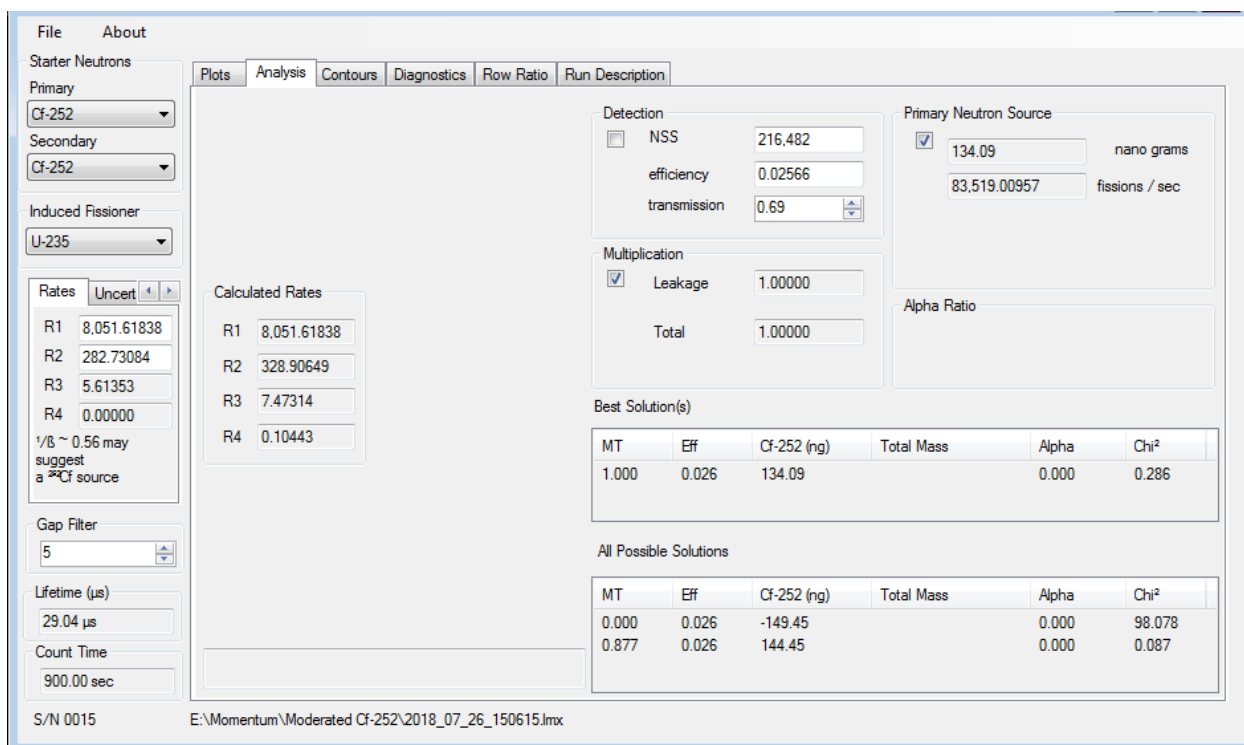 File About
Starter Neutrons
Primary
Cf-252
Secondary
Cf-252
Induced Fissioner
U-235
Rates Uncert
R1 8,051.61838
R2 282.73084
R3 5.61353
R4 0.00000
¹/ß ~ 0.56 may
suggest
a ²⁵²Cf source
Gap Filter
5
Lifetime (µs)
29.04 µs
Count Time
900.00 sec
Plots Analysis Contours Diagnostics Row Ratio Run Description
Calculated Rates
R1 8,051.61838
R2 328.90649
R3 7.47314
R4 0.10443
Detection
NSS 216,482
efficiency 0.02566
transmission 0.69
Multiplication
Leakage 1.00000
Total 1.00000
Primary Neutron Source
134.09 nano grams
83,519.00957 fissions / sec
Alpha Ratio
Best Solution(s)
MT Eff Cf-252 (ng) Total Mass Alpha Chi²
1.000 0.026 134.09 0.000 0.286
All Possible Solutions
MT Eff Cf-252 (ng) Total Mass Alpha Chi²
0.000 0.026 -149.45 0.000 98.078
0.877 0.026 144.45 0.000 0.087
S/N 0015 E:\Momentum\Moderated Cf-252\2018_07_26_150615.lmx